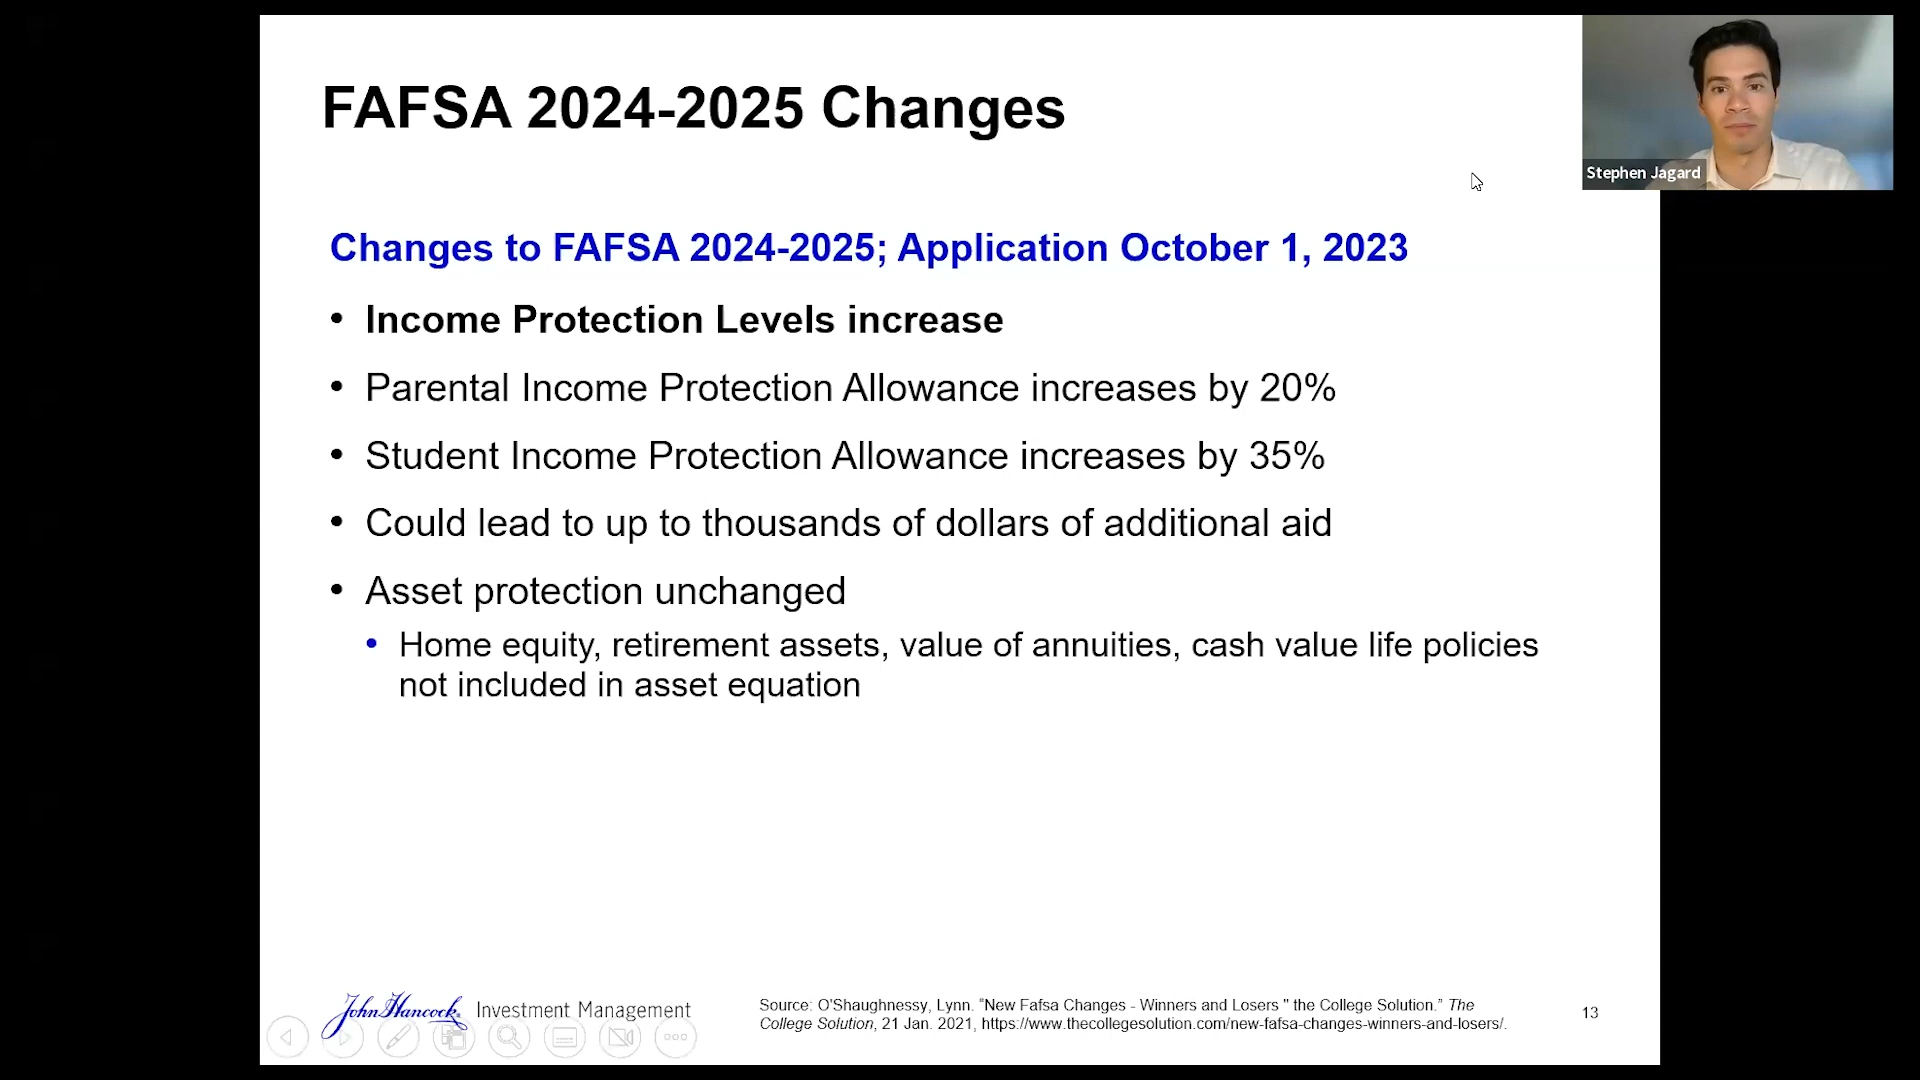 FAFSA 2024-2025 Changes
Stephen Jagard
Changes to FAFSA 2024-2025; Application October 1, 2023
• Income Protection Levels increase
• Parental Income Protection Allowance increases by 20%
• Student Income Protection Allowance increases by 35%
• Could lead to up to thousands of dollars of additional aid
• Asset protection unchanged
• Home equity, retirement assets, value of annuities, cash value life policies
not included in asset equation
John Hancock. Investment Management
Source: O'Shaughnessy, Lynn. "New Fafsa Changes - Winners and Losers " the College Solution." The
College Solution, 21 Jan. 2021, https://www.thecollegesolution.com/new-fafsa-changes-winners-and-losers/.
13